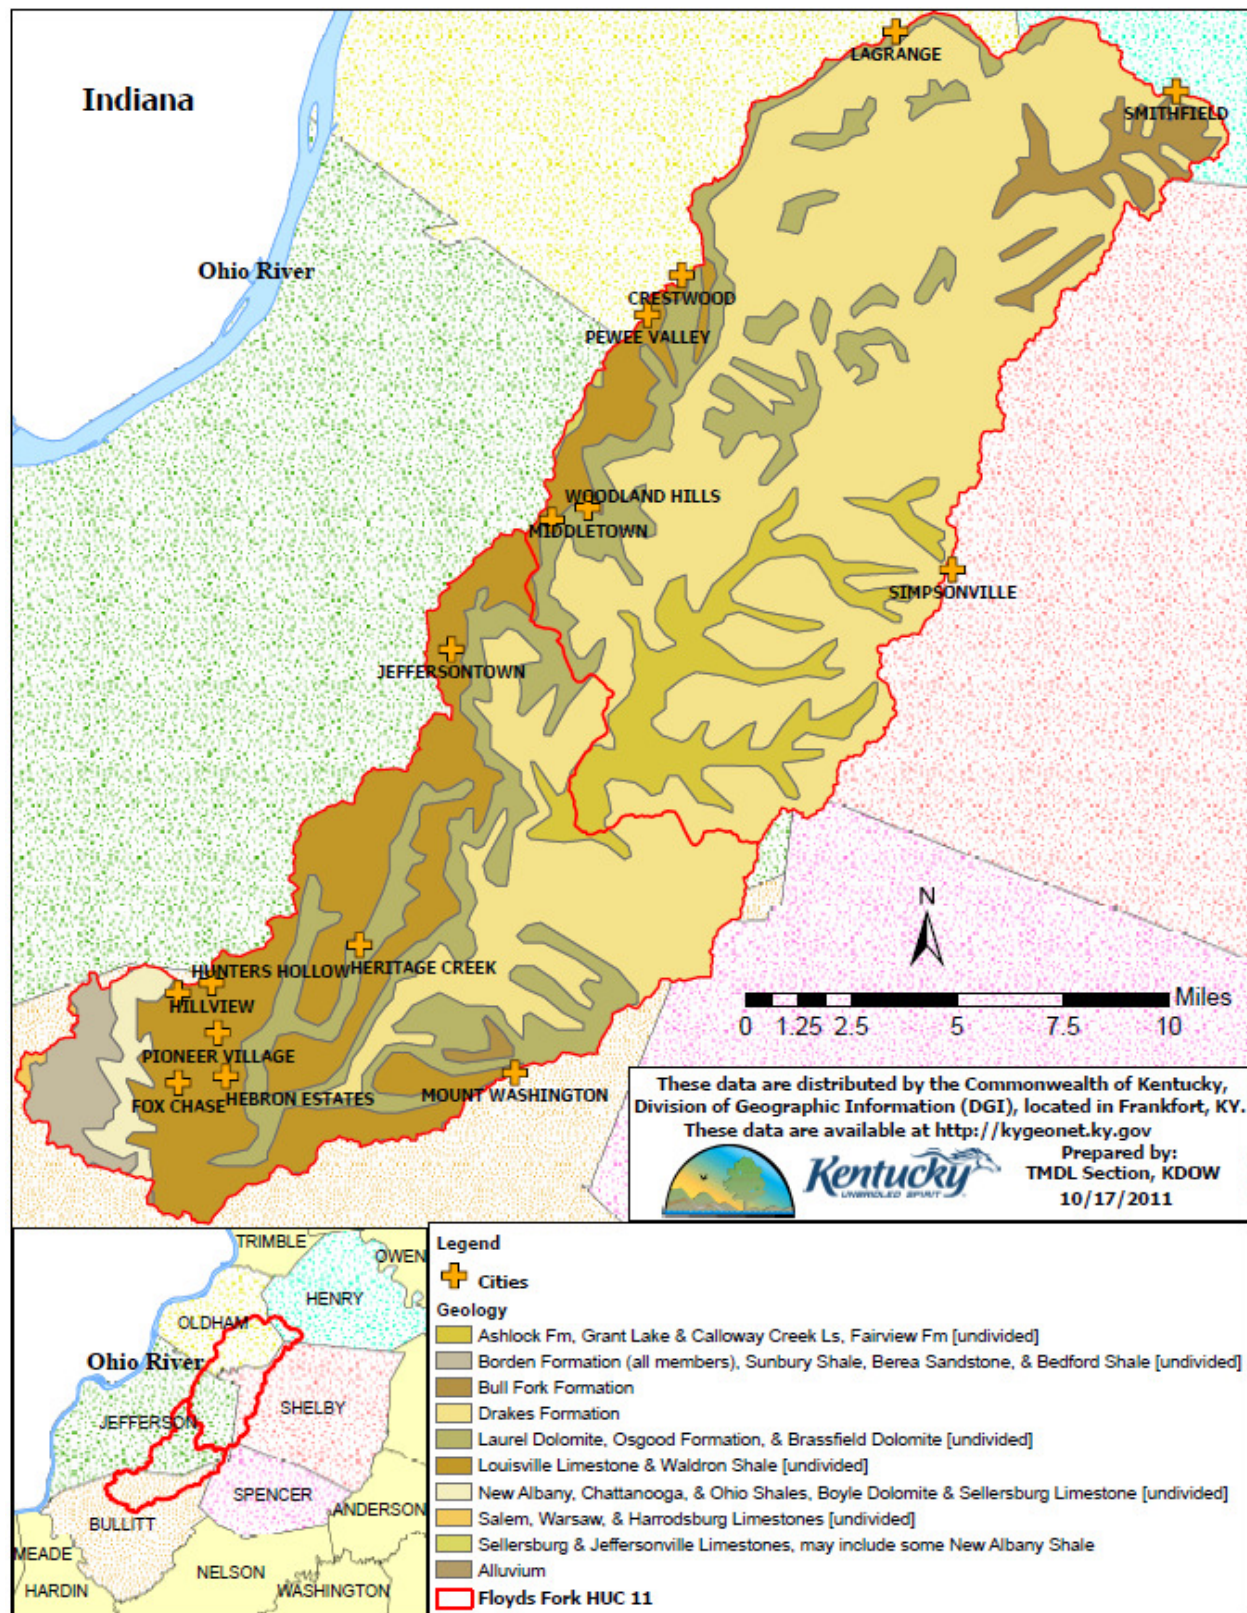 Indiana
LAGRANGE
SMITHFIELD
Ohio River
CRESTWOOD
PEWEE VALLEY
WOODLAND HILLS
MIDDLETOWN
SIMPSONVILLE
JEFFERSONTOWN
N
HUNTERS HOLLOW
HERITAGE CREEK
HILLVIEW
Miles
0 1.25 2.5 5 7.5 10
PIONEER VILLAGE
FOX CHASE
HEBRON ESTATES
MOUNT WASHINGTON
These data are distributed by the Commonwealth of Kentucky,
Division of Geographic Information (DGI), located in Frankfort, KY.
These data are available at http://kygeonet.ky.gov
Kentucky
UNBRIDLED SPIRIT
Prepared by:
TMDL Section, KDOW
10/17/2011
TRIMBLE
OWEN
HENRY
OLDHAM
Ohio River
JEFFERSON
SHELBY
SPENCER
ANDERSON
BULLITT
MEADE
NELSON
HARDIN
WASHINGTON
Legend
Cities
Geology
Ashlock Fm, Grant Lake & Calloway Creek Ls, Fairview Fm [undivided]
Borden Formation (all members), Sunbury Shale, Berea Sandstone, & Bedford Shale [undivided]
Bull Fork Formation
Drakes Formation
Laurel Dolomite, Osgood Formation, & Brassfield Dolomite [undivided]
Louisville Limestone & Waldron Shale [undivided]
New Albany, Chattanooga, & Ohio Shales, Boyle Dolomite & Sellersburg Limestone [undivided]
Salem, Warsaw, & Harrodsburg Limestones [undivided]
Sellersburg & Jeffersonville Limestones, may include some New Albany Shale
Alluvium
Floyds Fork HUC 11